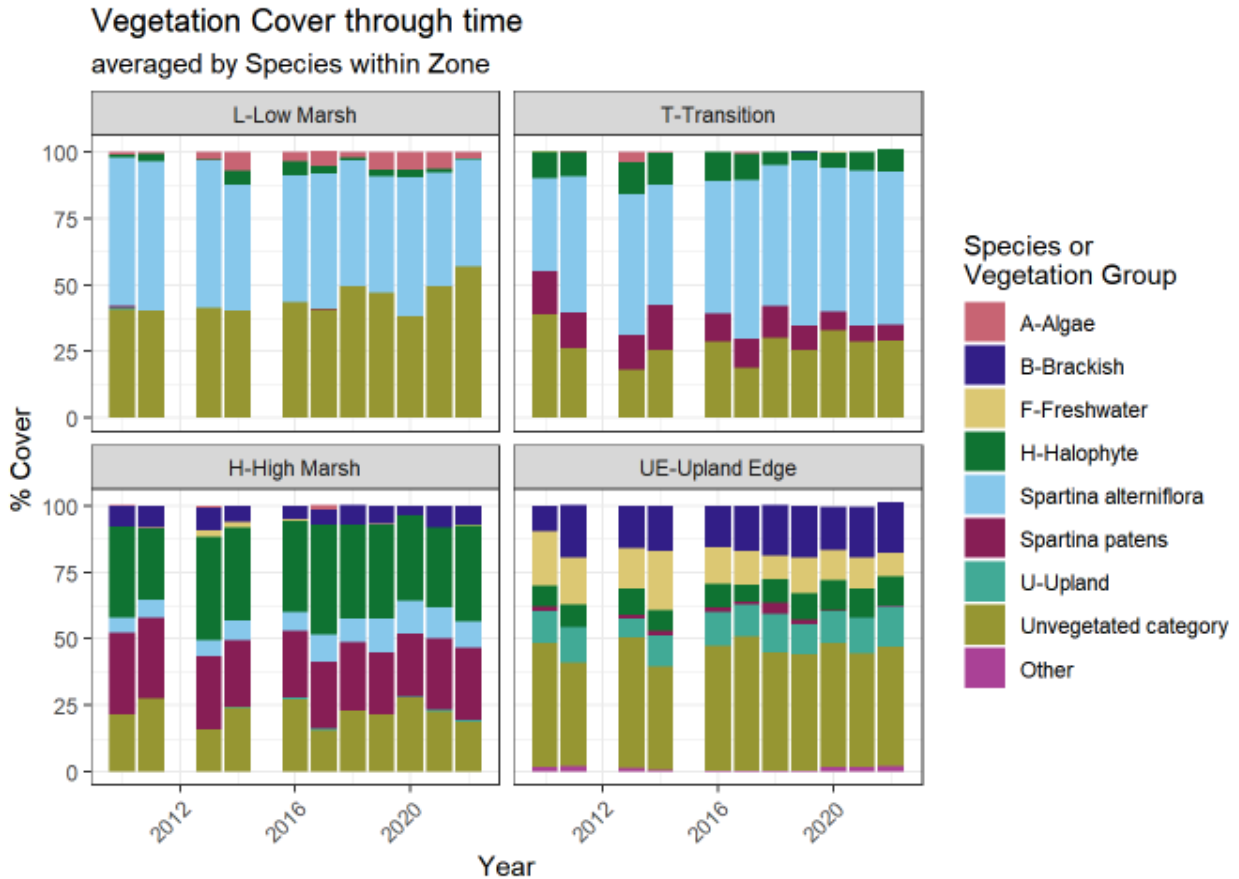 Vegetation Cover through time
averaged by Species within Zone
L-Low Marsh
T-Transition
100
75
50
25
0
H-High Marsh
UE-Upland Edge
100
75
50
25
0
% Cover
2012
2016
2020
2012
2016
2020
Year
Species or
Vegetation Group
A-Algae
B-Brackish
F-Freshwater
H-Halophyte
Spartina alterniflora
Spartina patens
U-Upland
Unvegetated category
Other